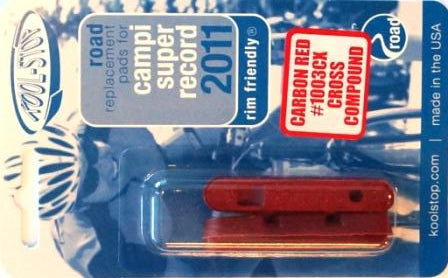 KOOL-STOP
road
replacement
pads for
campi
super
record
2011
rim friendly®
CARBON RED
#1003CX
CROSS
COMPOUND
road
koolstop.com | made in the USA